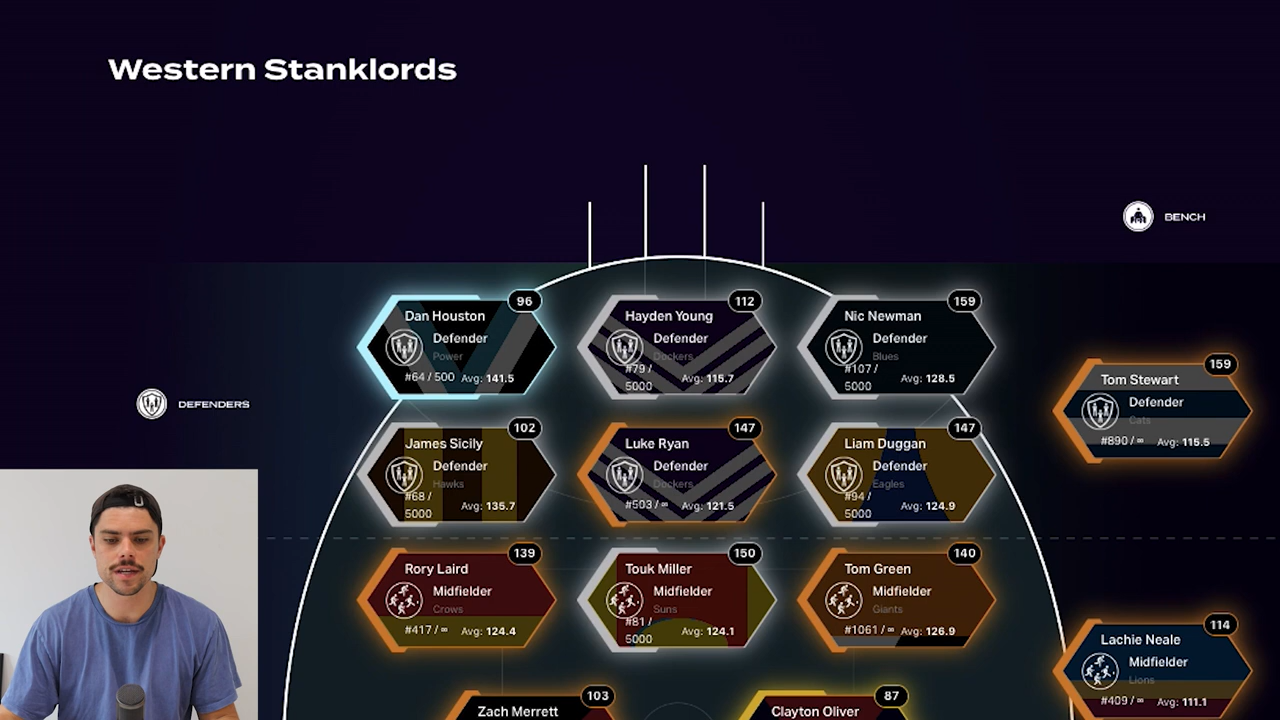 Western Stanklords
BENCH
DEFENDERS
96
Dan Houston
Defender
Power
#64 / 500 Avg: 141.5
112
Hayden Young
Defender
Dockers
#79 /
5000
Avg: 115.7
159
Nic Newman
Defender
Blues
#107 /
5000
Avg: 128.5
159
Tom Stewart
Defender
Cats
#890 / ∞ Avg: 115.5
102
James Sicily
Defender
Hawks
#68 /
5000
Avg: 135.7
147
Luke Ryan
Defender
Dockers
#503 / ∞ Avg: 121.5
147
Liam Duggan
Defender
Eagles
#94 /
5000
Avg: 124.9
139
Rory Laird
Midfielder
Crows
#417 / ∞ Avg: 124.4
150
Touk Miller
Midfielder
Suns
#81 /
5000
Avg: 124.1
140
Tom Green
Midfielder
Giants
#1061 / ∞ Avg: 126.9
114
Lachie Neale
Midfielder
Lions
#409 / ∞ Avg: 111.1
103
Zach Merrett
87
Clayton Oliver